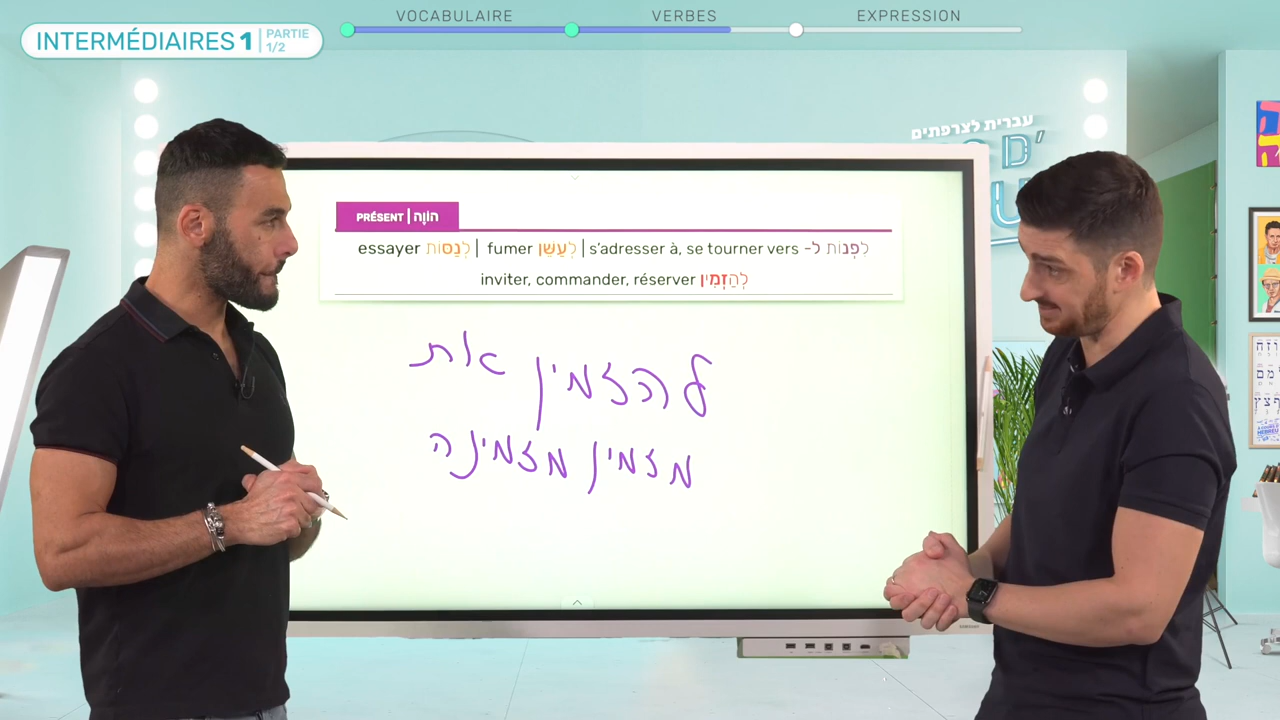 VOCABULAIRE VERBES EXPRESSION
INTERMÉDIAIRES 1 | PARTIE 1/2
עברית לצרפתים
D'
U
PRÉSENT | הוֹוֶה
essayer לְנַסּוֹת | fumer לְעַשֵּׁן | s'adresser à, se tourner vers לִפְנוֹת ל-
inviter, commander, réserver לְהַזְמִין
להזמין את
מזמין מזמינה